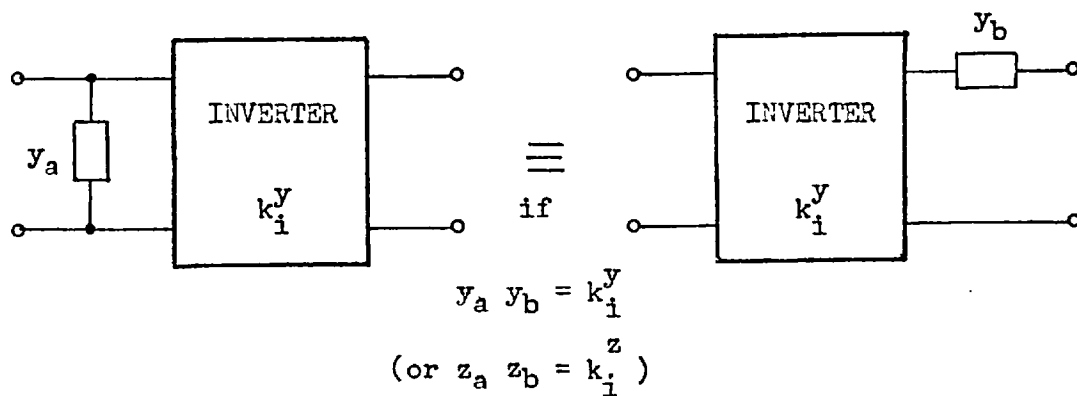 y_b
INVERTER
INVERTER
y_a
≡
k_i^y
if
k_i^y
y_a y_b = k_i^y
(or z_a z_b = k_i^z)